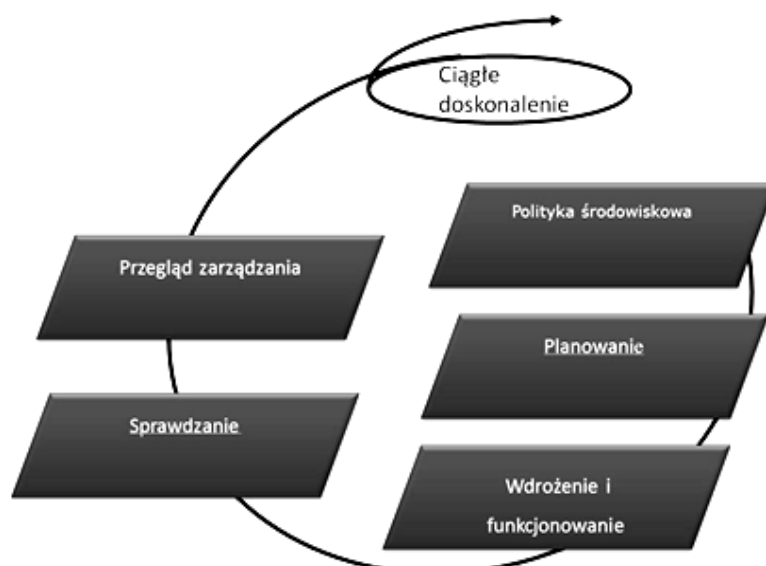 Ciągłe
doskonalenie
Polityka środowiskowa
Przegląd zarządzania
Planowanie
Sprawdzanie
Wdrożenie i
funkcjonowanie